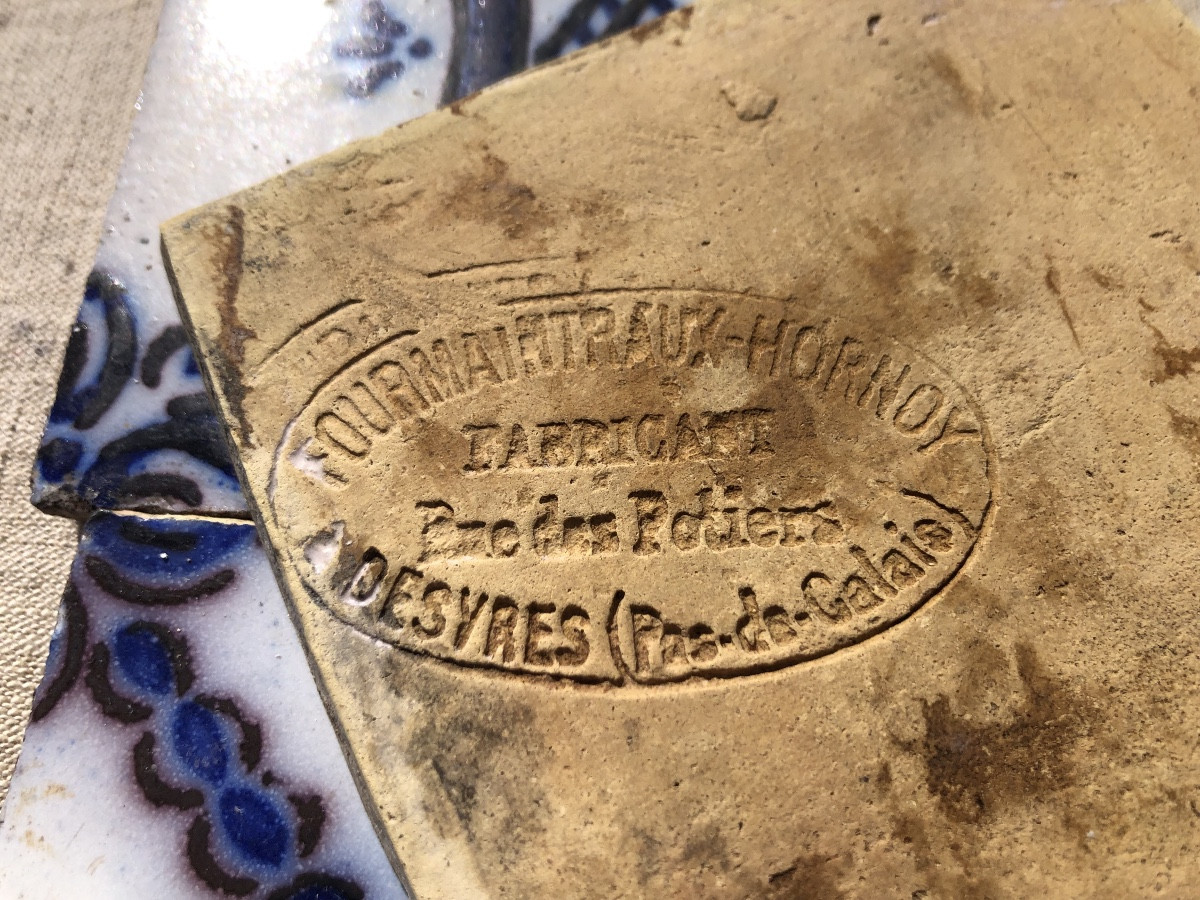 FOURMAINTRAUX-HORNOY
FABRICANT
Rue des Potiers
DESVRES (Pas-de-Calais)